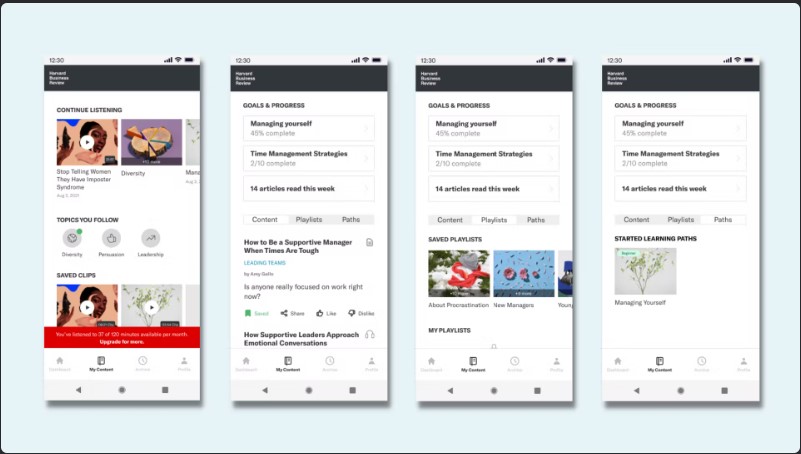 12:30
Harvard
Business
Review
CONTINUE LISTENING
Stop Telling Women
They Have Imposter
Syndrome
Diversity
TOPICS YOU FOLLOW
Diversity
Persuasion
Leadership
SAVED CLIPS
You've listened to 37 of 120 minutes available per month.
Upgrade for more.
Dashboard
My Content
Archive
Profile
12:30
Harvard
Business
Review
GOALS & PROGRESS
Managing yourself
45% complete
Time Management Strategies
2/10 complete
14 articles read this week
Content
Playlists
Paths
How to Be a Supportive Manager
When Times Are Tough
LEADING TEAMS
by Amy Gallo
Is anyone really focused on work right
now?
Saved
Share
Like
Dislike
How Supportive Leaders Approach
Emotional Conversations
Dashboard
My Content
Archive
Profile
12:30
Harvard
Business
Review
GOALS & PROGRESS
Managing yourself
45% complete
Time Management Strategies
2/10 complete
14 articles read this week
Content
Playlists
Paths
SAVED PLAYLISTS
About Procrastination
New Managers
MY PLAYLISTS
Dashboard
My Content
Archive
Profile
12:30
Harvard
Business
Review
GOALS & PROGRESS
Managing yourself
45% complete
Time Management Strategies
2/10 complete
14 articles read this week
Content
Playlists
Paths
STARTED LEARNING PATHS
Beginner
Managing Yourself
Dashboard
My Content
Archive
Profile